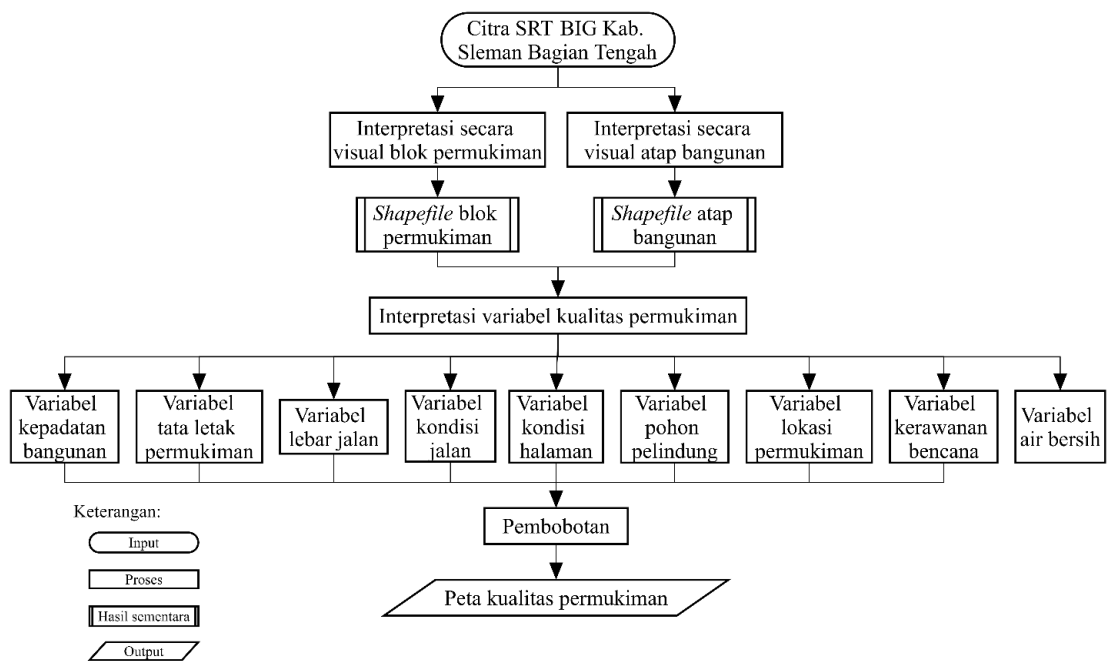 Citra SRT BIG Kab.
Sleman Bagian Tengah
Interpretasi secara
visual blok permukiman
Interpretasi secara
visual atap bangunan
Shapefile blok
permukiman
Shapefile atap
bangunan
Interpretasi variabel kualitas permukiman
Variabel
kepadatan
bangunan
Variabel
tata letak
permukiman
Variabel
lebar jalan
Variabel
kondisi
jalan
Variabel
kondisi
halaman
Variabel
pohon
pelindung
Variabel
lokasi
permukiman
Variabel
kerawanan
bencana
Variabel
air bersih
Pembobotan
Peta kualitas permukiman
Keterangan:
Input
Proses
Hasil sementara
Output